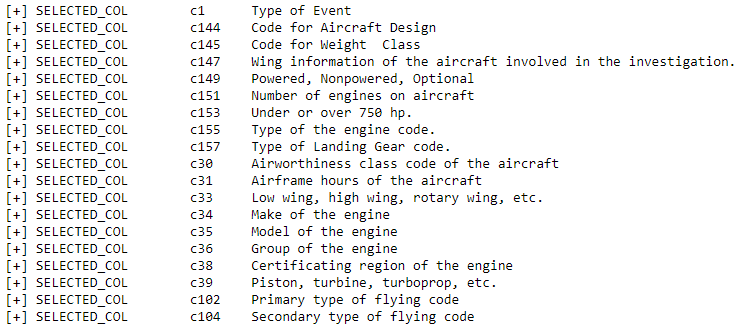 [+] SELECTED_COL c1 Type of Event
[+] SELECTED_COL c144 Code for Aircraft Design
[+] SELECTED_COL c145 Code for Weight  Class
[+] SELECTED_COL c147 Wing information of the aircraft involved in the investigation.
[+] SELECTED_COL c149 Powered, Nonpowered, Optional
[+] SELECTED_COL c151 Number of engines on aircraft
[+] SELECTED_COL c153 Under or over 750 hp.
[+] SELECTED_COL c155 Type of the engine code.
[+] SELECTED_COL c157 Type of Landing Gear code.
[+] SELECTED_COL c30 Airworthiness class code of the aircraft
[+] SELECTED_COL c31 Airframe hours of the aircraft
[+] SELECTED_COL c33 Low wing, high wing, rotary wing, etc.
[+] SELECTED_COL c34 Make of the engine
[+] SELECTED_COL c35 Model of the engine
[+] SELECTED_COL c36 Group of the engine
[+] SELECTED_COL c38 Certificating region of the engine
[+] SELECTED_COL c39 Piston, turbine, turboprop, etc.
[+] SELECTED_COL c102 Primary type of flying code
[+] SELECTED_COL c104 Secondary type of flying code